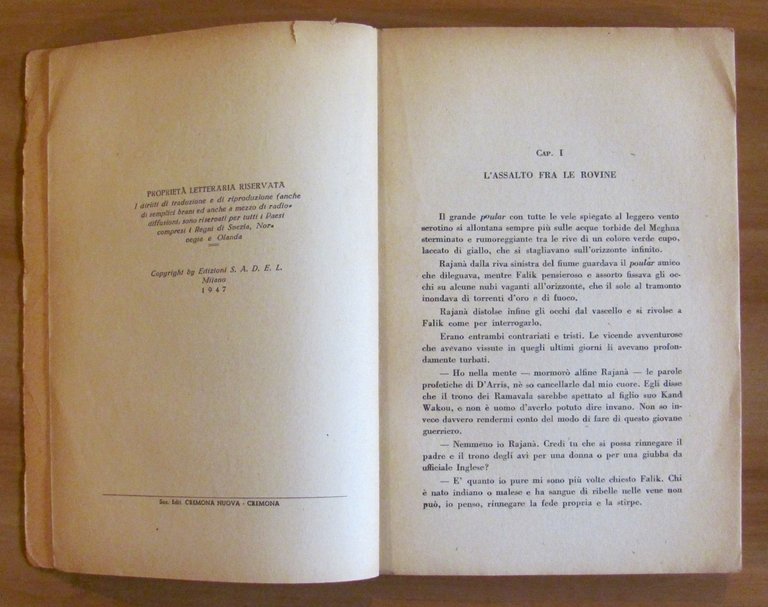 PROPRIETÀ LETTERARIA RISERVATA
I diritti di traduzione e di riproduzione (anche
di semplici brani ed anche a mezzo di radio-
diffusioni, sono riservati per tutti i Paesi
compresi i Regni di Svezia, Nor-
vegia e Olanda
Copyright by Edizioni S. A. D. E. L.
Milano
1947
Soc. Edit. CREMONA NUOVA - CREMONA
CAP. I
L'ASSALTO FRA LE ROVINE
Il grande poular con tutte le vele spiegate al leggero vento
serotino si allontana sempre più sulle acque torbide del Meghna
sterminato e rumoreggiante tra le rive di un colore verde cupo,
laccato di giallo, che si stagliavano sull'orizzonte infinito.
Rajanà dalla riva sinistra del fiume guardava il poulár amico
che dileguava, mentre Falik pensieroso e assorto fissava gli oc-
chi su alcune nubi vaganti all'orizzonte, che il sole al tramonto
inondava di torrenti d'oro e di fuoco.
Rajanà distolse infine gli occhi dal vascello e si rivolse a
Falik come per interrogarlo.
Erano entrambi contrariati e tristi. Le vicende avventurose
che avevano vissute in quegli ultimi giorni li avevano profon-
damente turbati.
— Ho nella mente — mormorò alfine Rajanà — le parole
profetiche di D'Arris, nè so cancellarle dal mio cuore. Egli disse
che il trono dei Ramavala sarebbe spettato al figlio suo Kand
Wakou, e non è uomo d'averlo potuto dire invano. Non so in-
vece davvero rendermi conto del modo di fare di questo giovane
guerriero.
— Nemmeno io Rajanà. Credi tu che si possa rinnegare il
padre e il trono degli avi per una donna o per una giubba da
ufficiale Inglese?
— E' quanto io pure mi sono più volte chiesto Falik. Chi
è nato indiano o malese e ha sangue di ribelle nelle vene non
può, io penso, rinnegare la fede propria e la stirpe.